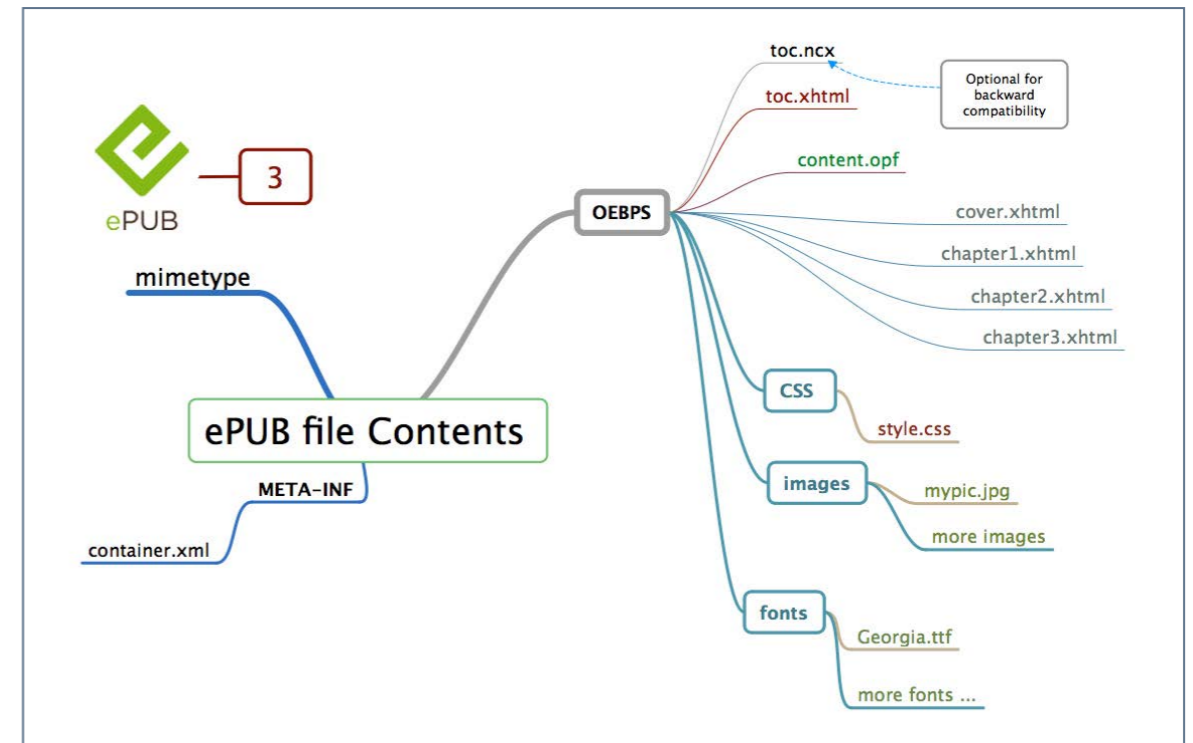 ePUB
3
mimetype
ePUB file Contents
META-INF
container.xml
OEBPS
toc.ncx
Optional for
backward
compatibility
toc.xhtml
content.opf
cover.xhtml
chapter1.xhtml
chapter2.xhtml
chapter3.xhtml
CSS
style.css
images
mypic.jpg
more images
fonts
Georgia.ttf
more fonts ...